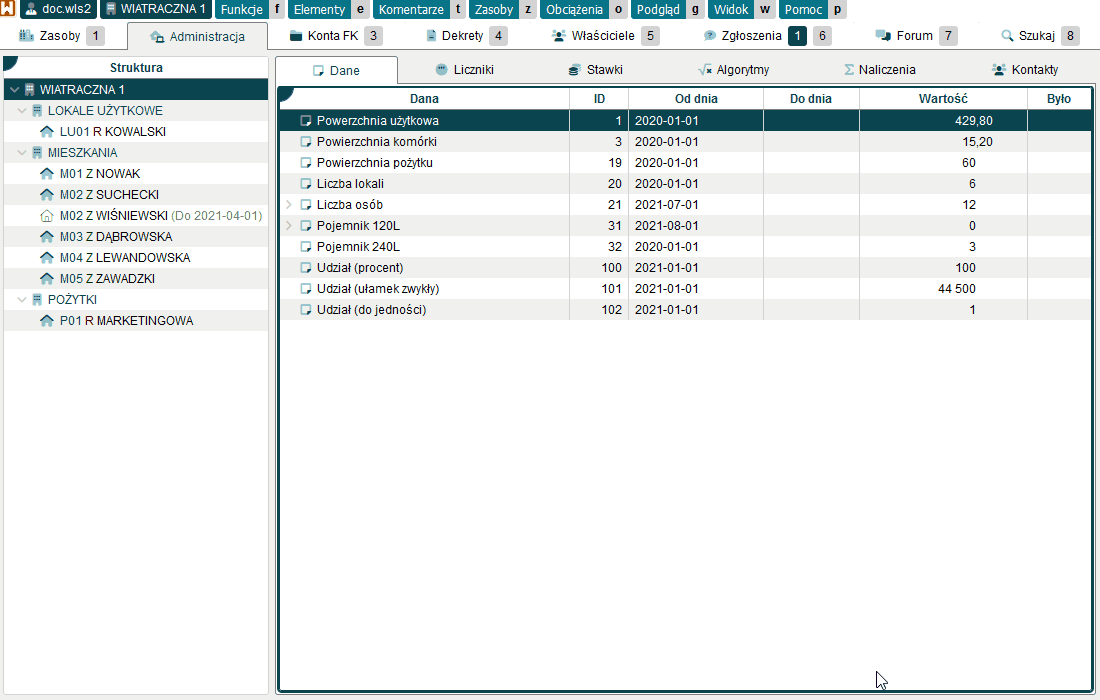 W doc.wls2 WIATRACZNA 1 Funkcje f Elementy e Komentarze t Zasoby z Obciążenia o Podgląd g Widok w Pomoc p
Zasoby 1 Administracja Konta FK 3 Dekrety 4 Właściciele 5 Zgłoszenia 1 6 Forum 7 Szukaj 8
Struktura
WIATRACZNA 1
LOKALE UŻYTKOWE
LU01 R KOWALSKI
MIESZKANIA
M01 Z NOWAK
M02 Z SUCHECKI
M02 Z WIŚNIEWSKI (Do 2021-04-01)
M03 Z DĄBROWSKA
M04 Z LEWANDOWSKA
M05 Z ZAWADZKI
POŻYTKI
P01 R MARKETINGOWA
Dane Liczniki Stawki Algorytmy Naliczenia Kontakty
Dana ID Od dnia Do dnia Wartość Było
Powerzchnia użytkowa 1 2020-01-01 429,80
Powierzchnia komórki 3 2020-01-01 15,20
Powierzchnia pożytku 19 2020-01-01 60
Liczba lokali 20 2020-01-01 6
Liczba osób 21 2021-07-01 12
Pojemnik 120L 31 2021-08-01 0
Pojemnik 240L 32 2020-01-01 3
Udział (procent) 100 2021-01-01 100
Udział (ułamek zwykły) 101 2021-01-01 44 500
Udział (do jedności) 102 2021-01-01 1